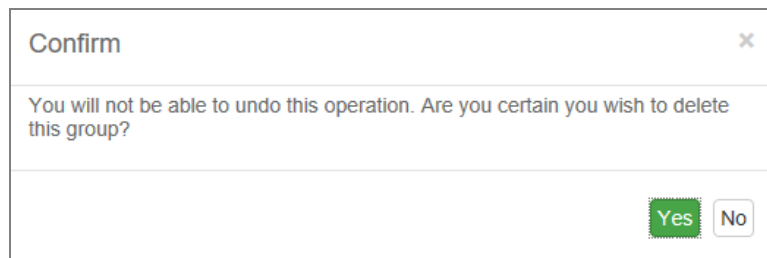 Confirm
×
You will not be able to undo this operation. Are you certain you wish to delete
this group?
Yes No